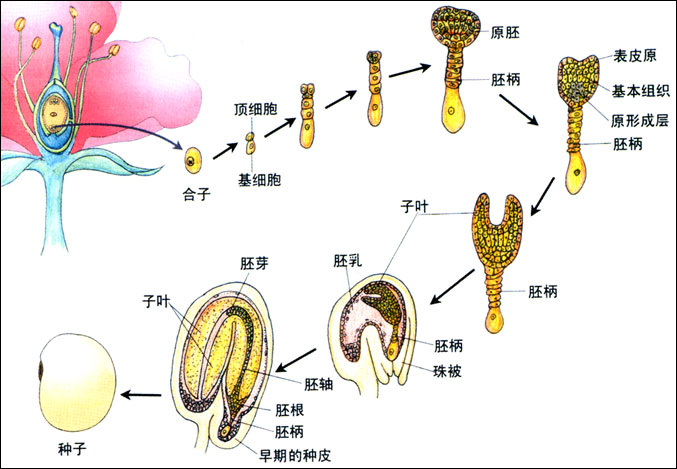 原胚
胚柄
表皮原
基本组织
原形成层
胚柄
顶细胞
基细胞
合子
子叶
胚柄
胚乳
胚柄
珠被
胚芽
子叶
胚轴
胚根
胚柄
早期的种皮
种子